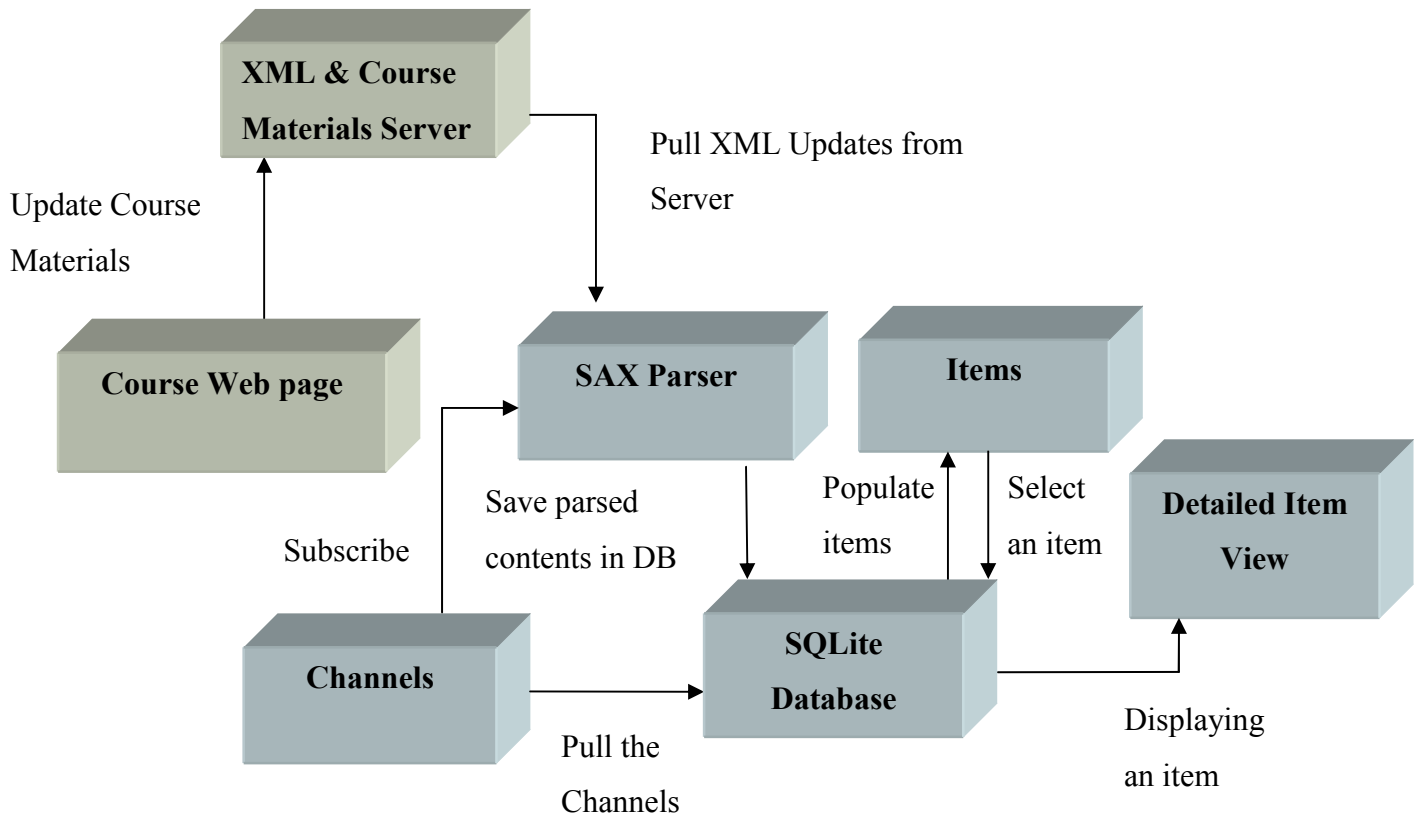 XML & Course
Materials Server
Pull XML Updates from
Server
Update Course
Materials
Course Web page
SAX Parser
Items
Save parsed
contents in DB
Populate
items
Select
an item
Detailed Item
View
Subscribe
Channels
SQLite
Database
Pull the
Channels
Displaying
an item